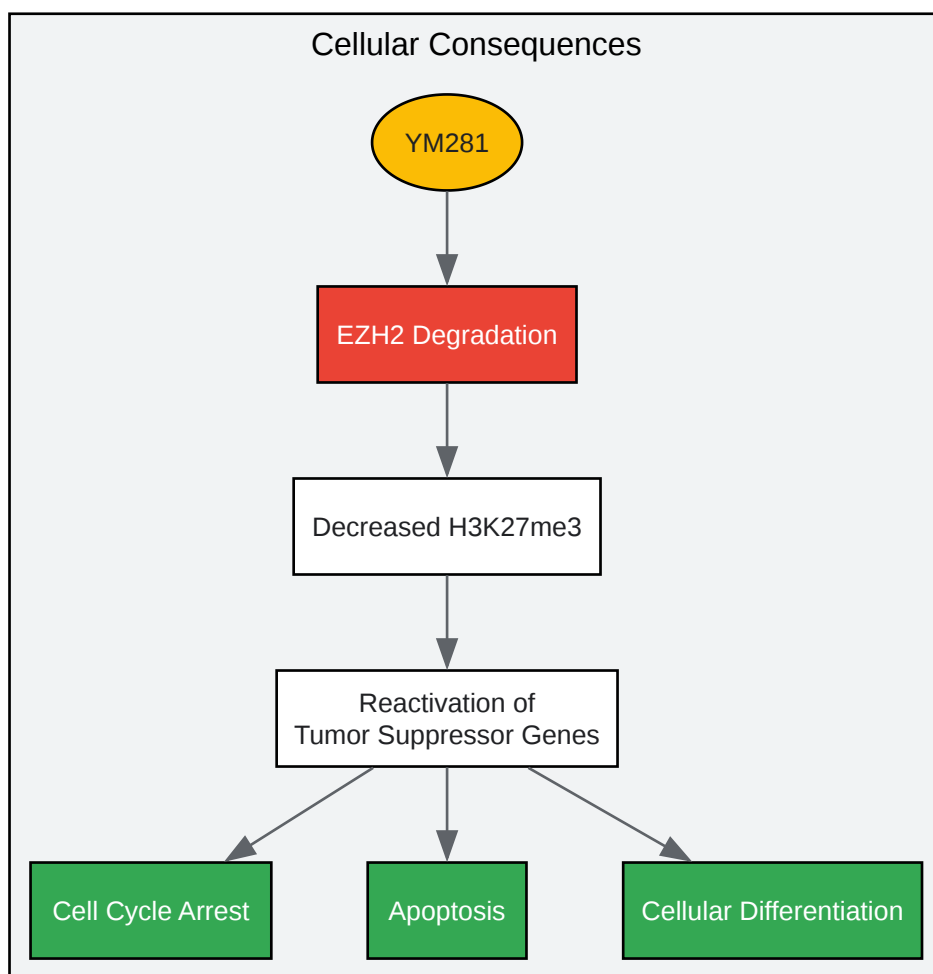 Cellular Consequences
YM281
EZH2 Degradation
Decreased H3K27me3
Reactivation of
Tumor Suppressor Genes
Cell Cycle Arrest
Apoptosis
Cellular Differentiation